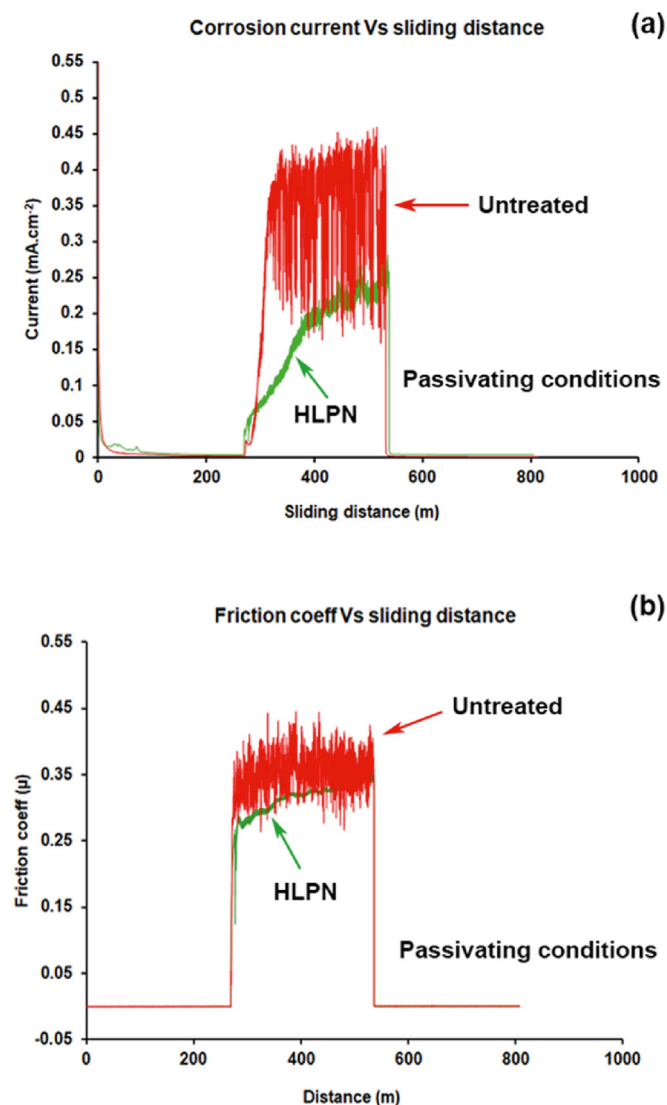 Corrosion current Vs sliding distance
(a)
0.55
0.5
0.45
0.4
0.35
0.3
0.25
0.2
0.15
0.1
0.05
0
Current (mA.cm-²)
Untreated
HLPN
Passivating conditions
0 200 400 600 800 1000
Sliding distance (m)
Friction coeff Vs sliding distance
(b)
0.55
0.45
0.35
0.25
0.15
0.05
-0.05
Friction coeff (μ)
Untreated
HLPN
Passivating conditions
0 200 400 600 800 1000
Distance (m)